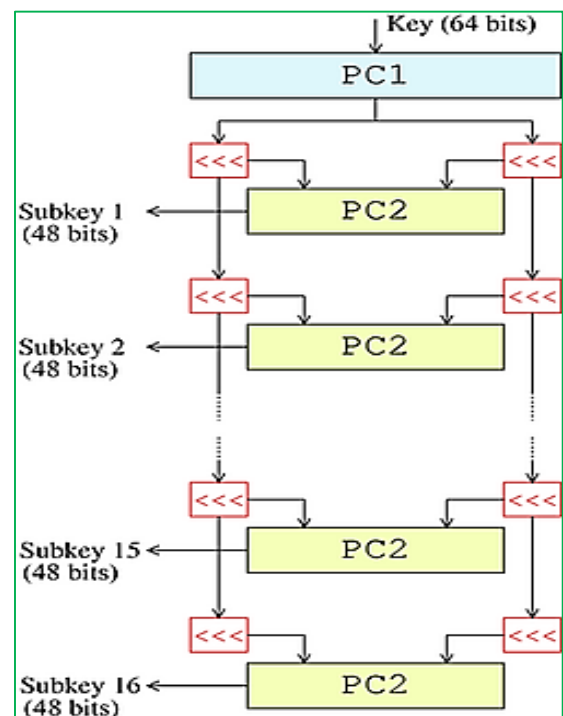 Key (64 bits)
PC1
<<< <<<
PC2
Subkey 1
(48 bits)
<<< <<<
PC2
Subkey 2
(48 bits)
<<< <<<
PC2
Subkey 15
(48 bits)
<<< <<<
PC2
Subkey 16
(48 bits)